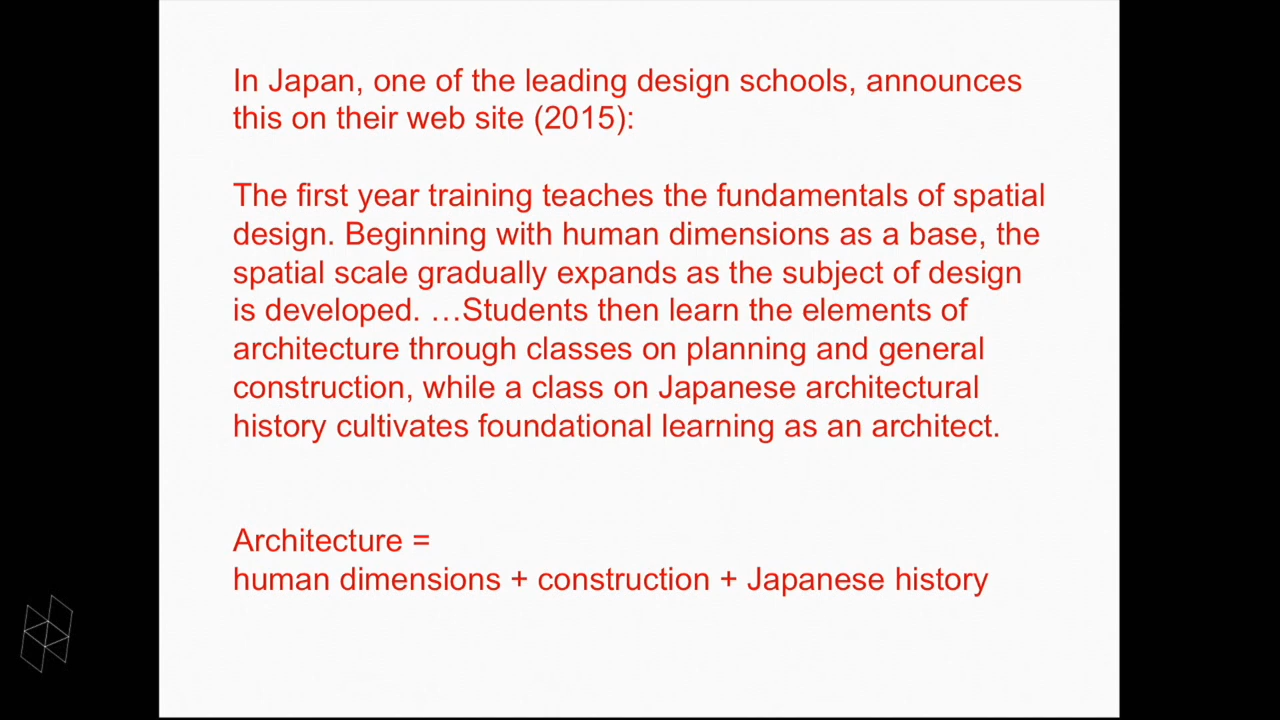 In Japan, one of the leading design schools, announces
this on their web site (2015):
The first year training teaches the fundamentals of spatial
design. Beginning with human dimensions as a base, the
spatial scale gradually expands as the subject of design
is developed. …Students then learn the elements of
architecture through classes on planning and general
construction, while a class on Japanese architectural
history cultivates foundational learning as an architect.
Architecture =
human dimensions + construction + Japanese history